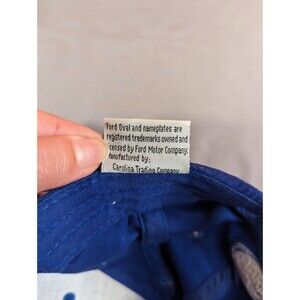 Ford Oval and nameplates are
registered trademarks owned and
licensed by Ford Motor Company.
Manufactured by:
Carolina Trading Company